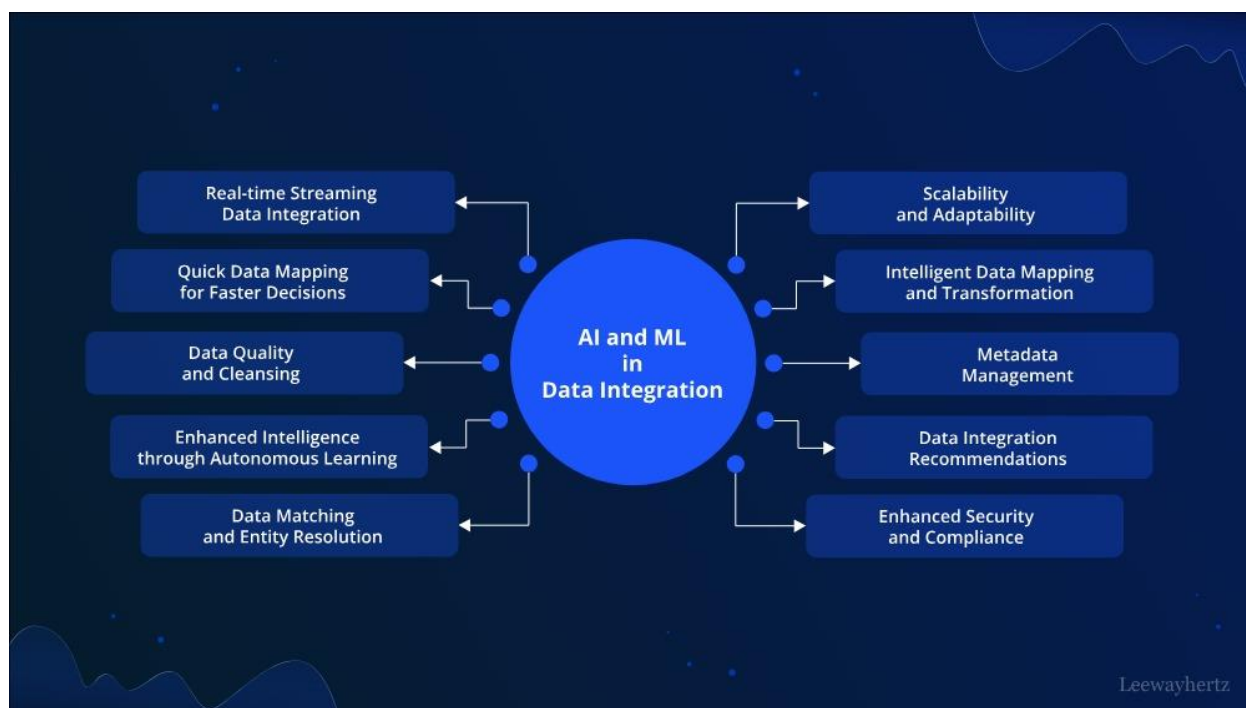 Real-time Streaming
Data Integration
Quick Data Mapping
for Faster Decisions
Data Quality
and Cleansing
Enhanced Intelligence
through Autonomous Learning
Data Matching
and Entity Resolution
AI and ML
in
Data Integration
Scalability
and Adaptability
Intelligent Data Mapping
and Transformation
Metadata
Management
Data Integration
Recommendations
Enhanced Security
and Compliance
Leewayhertz